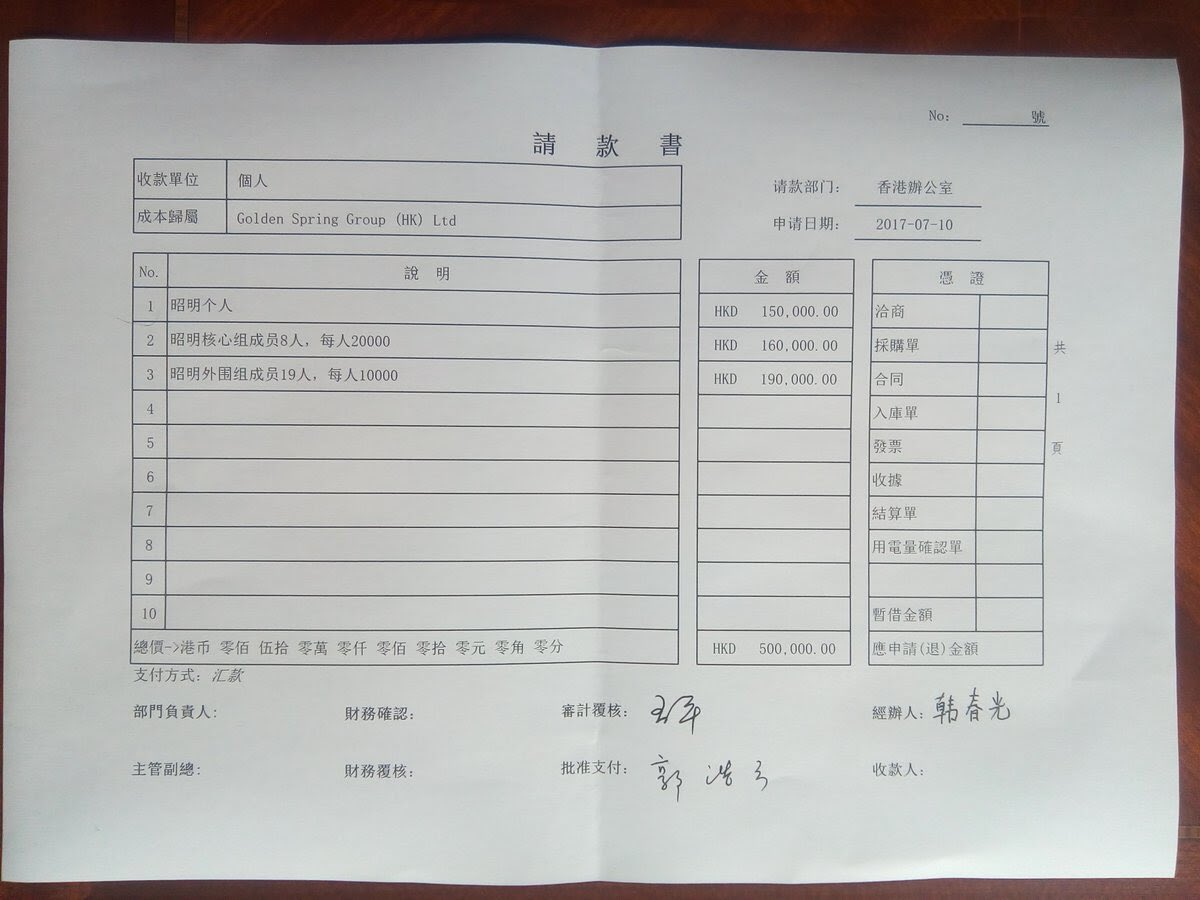 No: 號
請 款 書
收款單位 個人
请款部门: 香港辦公室
成本歸屬 Golden Spring Group (HK) Ltd
申请日期: 2017-07-10
No. 說 明 金 額 憑 證
1 昭明个人 HKD 150,000.00 洽商
2 昭明核心组成员8人, 每人20000 HKD 160,000.00 採購單
3 昭明外围组成员19人, 每人10000 HKD 190,000.00 合同
4 入庫單
5 發票
6 收據
7 結算單
8 用電量確認單
9
10 暫借金額
共 1 頁
總價->港币 零佰 伍拾 零萬 零仟 零佰 零拾 零元 零角 零分 HKD 500,000.00 應申請(退)金額
支付方式: 汇款
部門負責人: 財務確認: 審計覆核: 經辦人: 韩春光
主管副總: 財務覆核: 批准支付: 郭浩云 收款人: